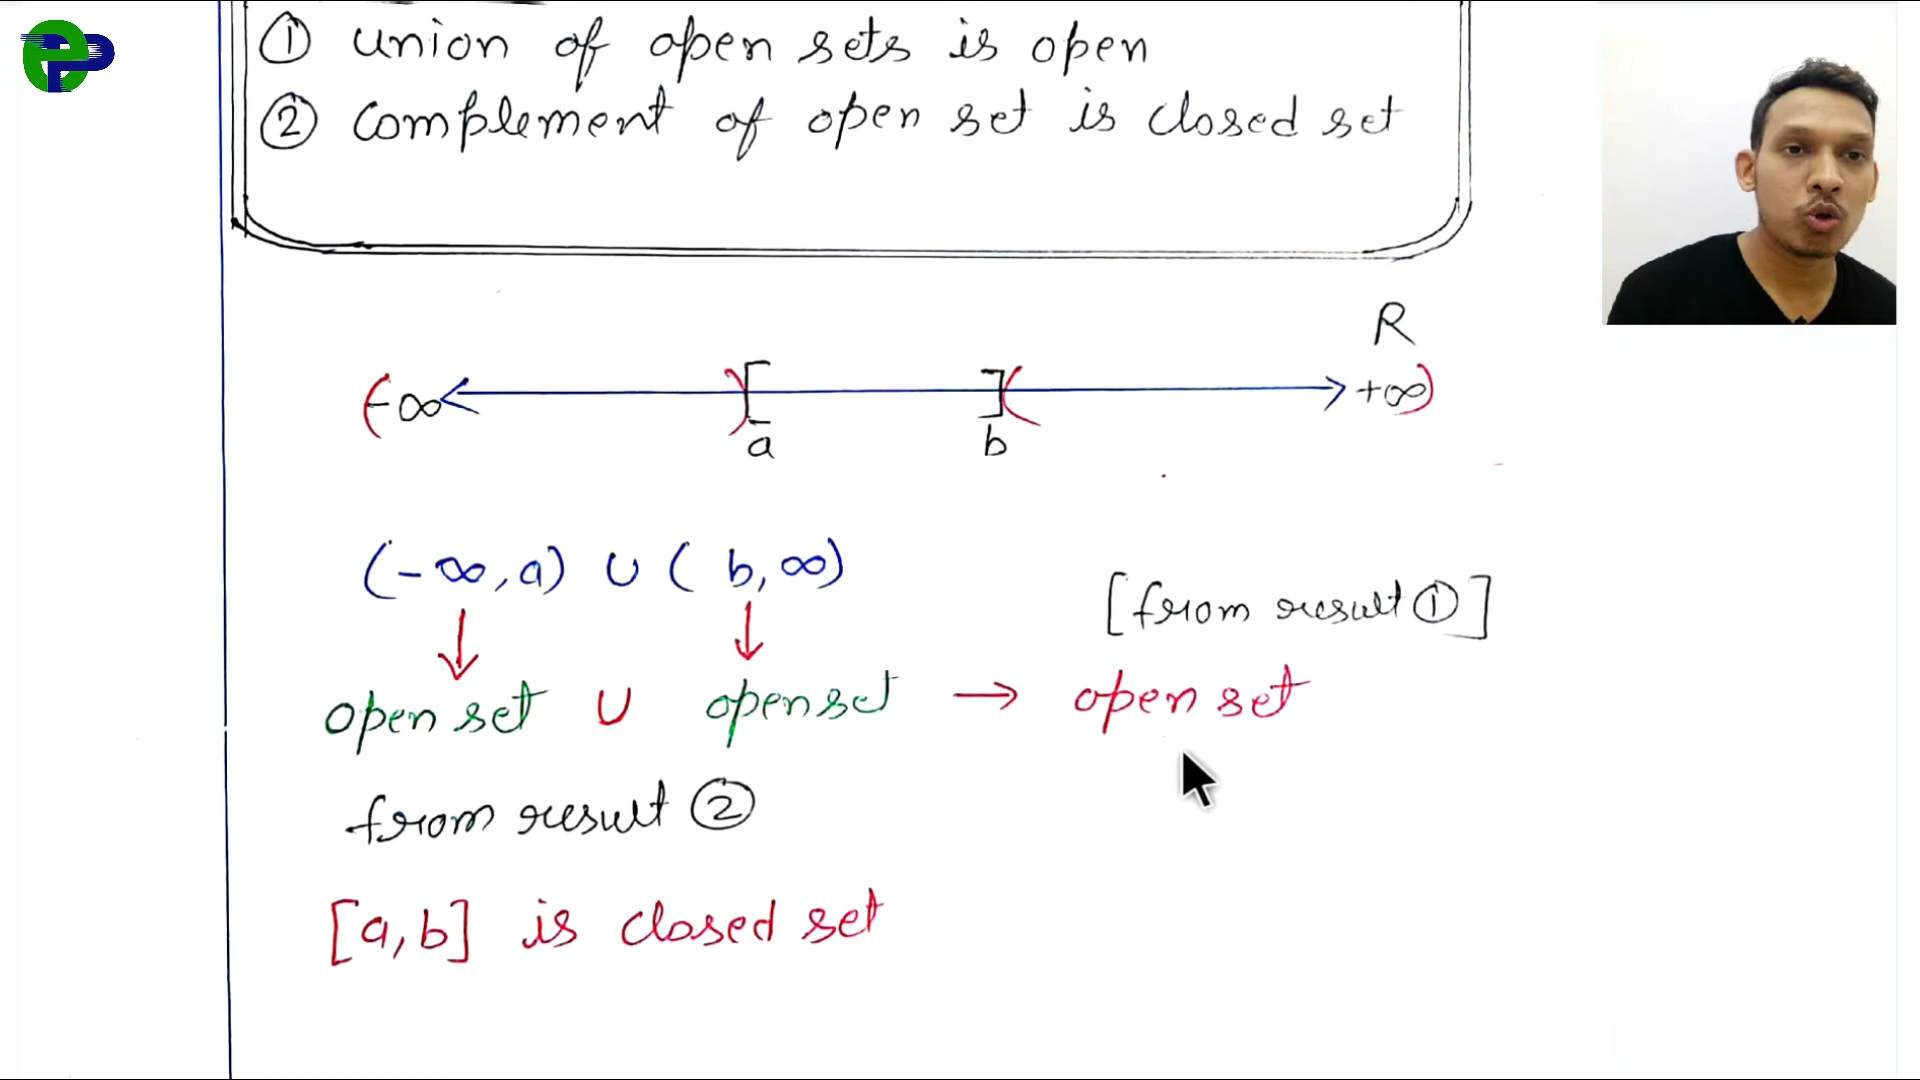 eP
① union of open sets is open
② complement of open set is closed set
R
(-∞ )[ ]( +∞)
a b
(-∞, a) ∪ (b, ∞)
[from result ①]
↓ ↓
open set ∪ open set → open set
from result ②
[a, b] is closed set